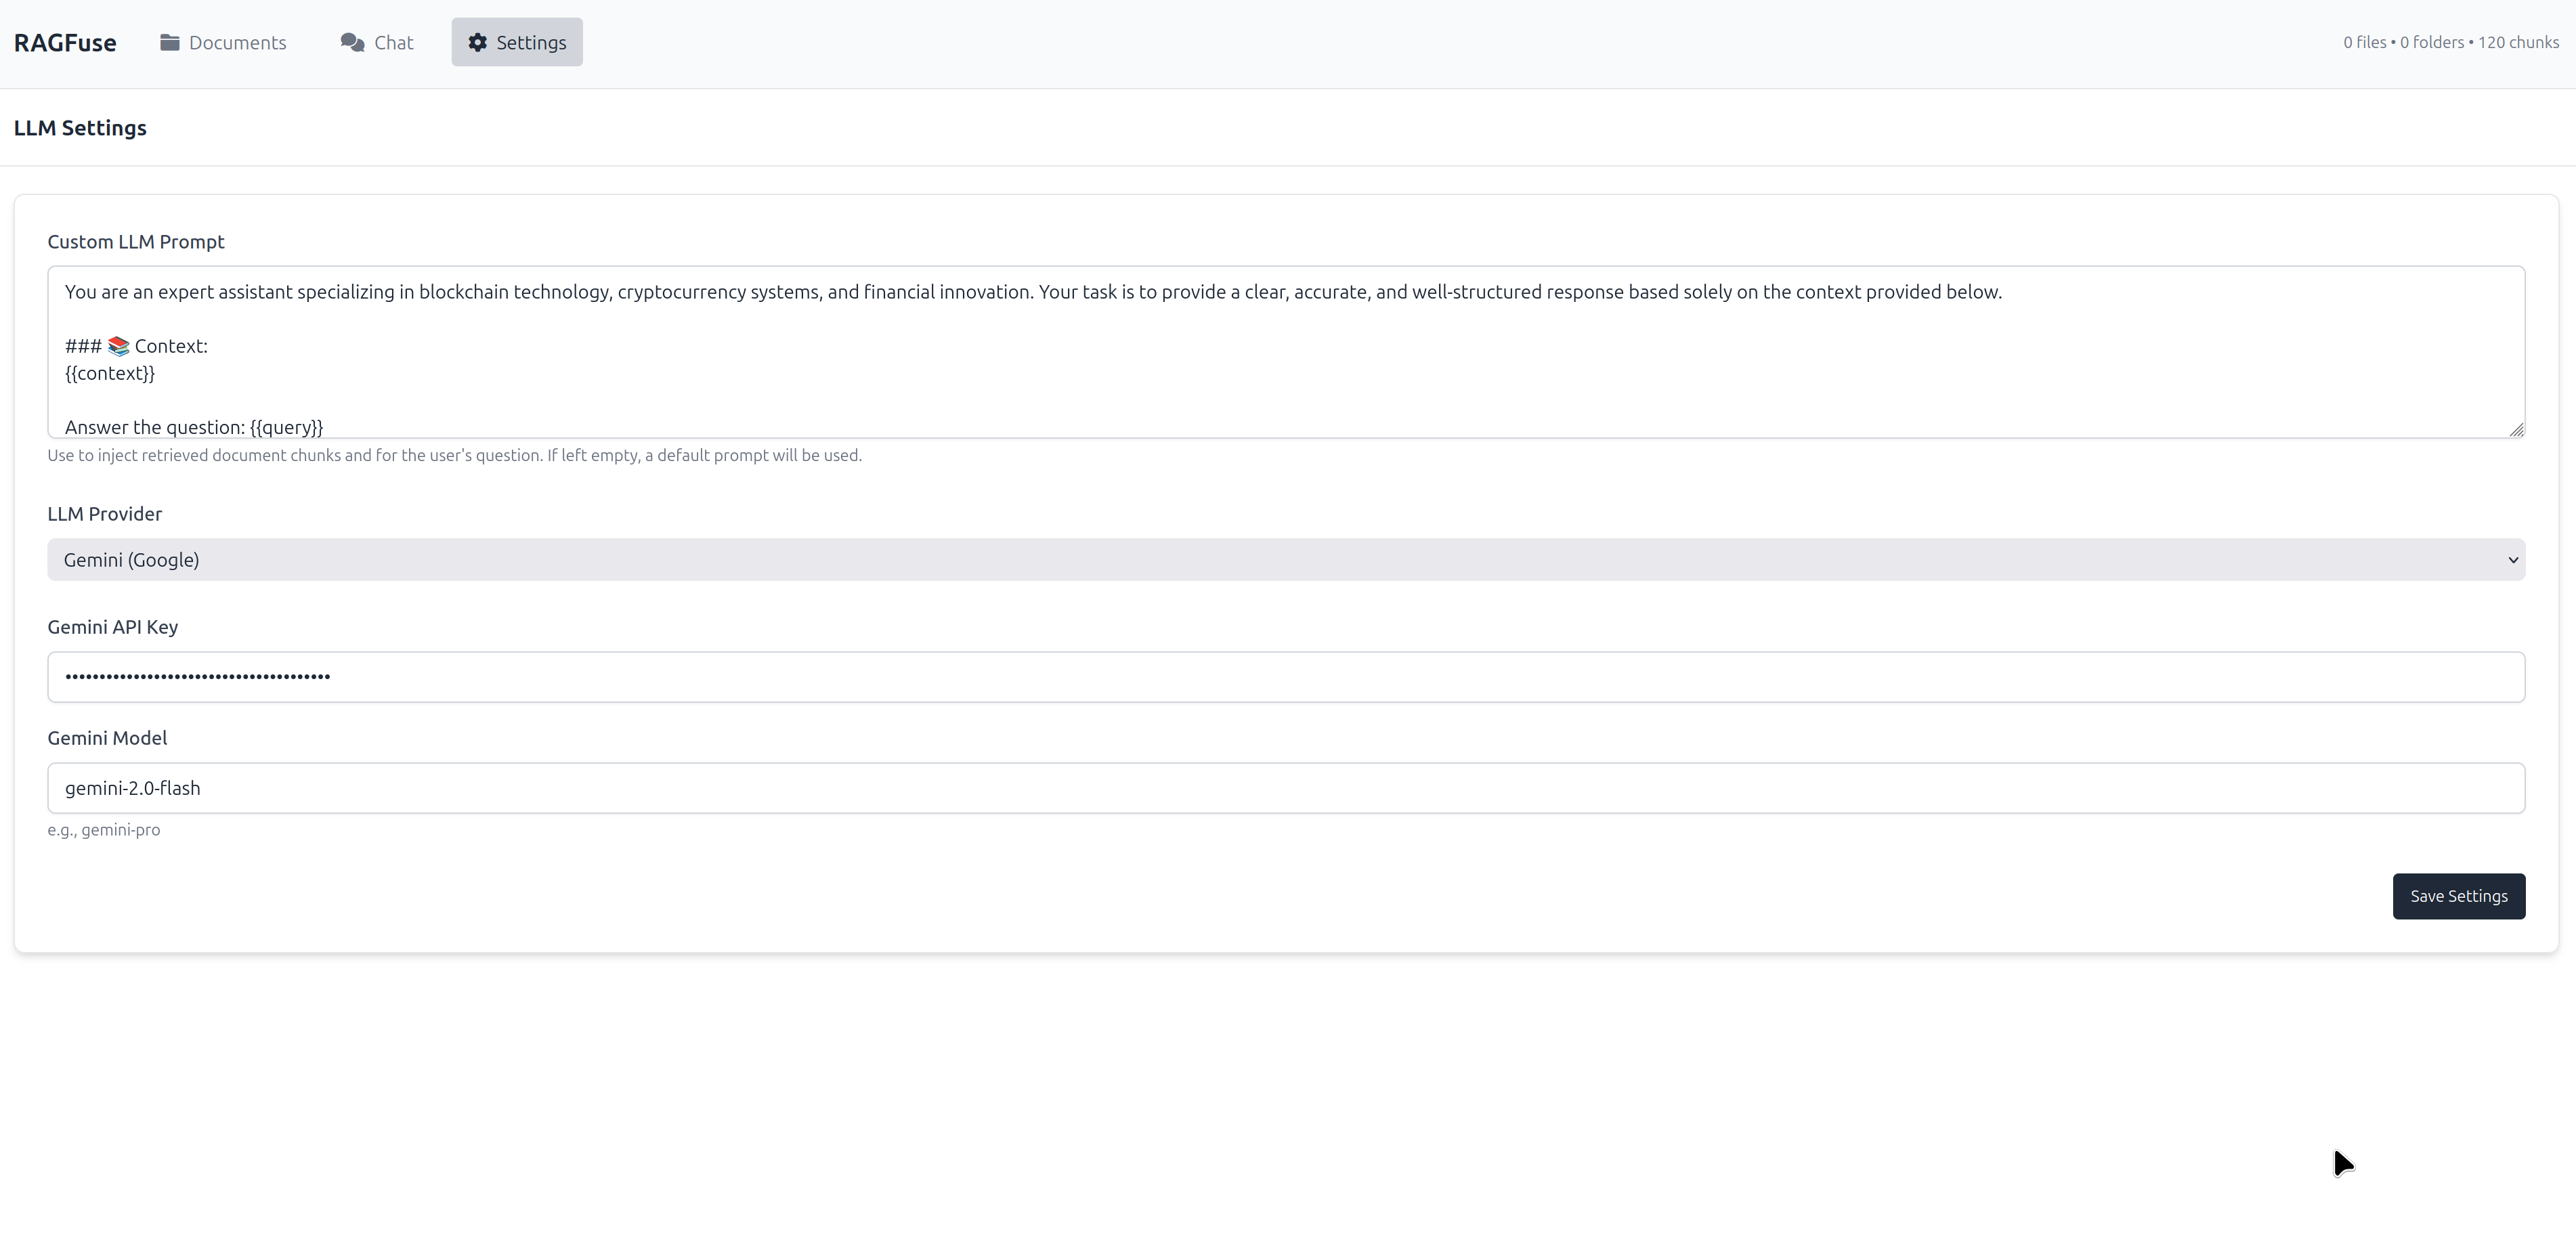 RAGFuse
Documents
Chat
Settings
0 files • 0 folders • 120 chunks
LLM Settings
Custom LLM Prompt
You are an expert assistant specializing in blockchain technology, cryptocurrency systems, and financial innovation. Your task is to provide a clear, accurate, and well-structured response based solely on the context provided below.
### 📚 Context:
{{context}}
Answer the question: {{query}}
Use to inject retrieved document chunks and for the user's question. If left empty, a default prompt will be used.
LLM Provider
Gemini (Google)
Gemini API Key
•••••••••••••••••••••••••••••••••••••••
Gemini Model
gemini-2.0-flash
e.g., gemini-pro
Save Settings